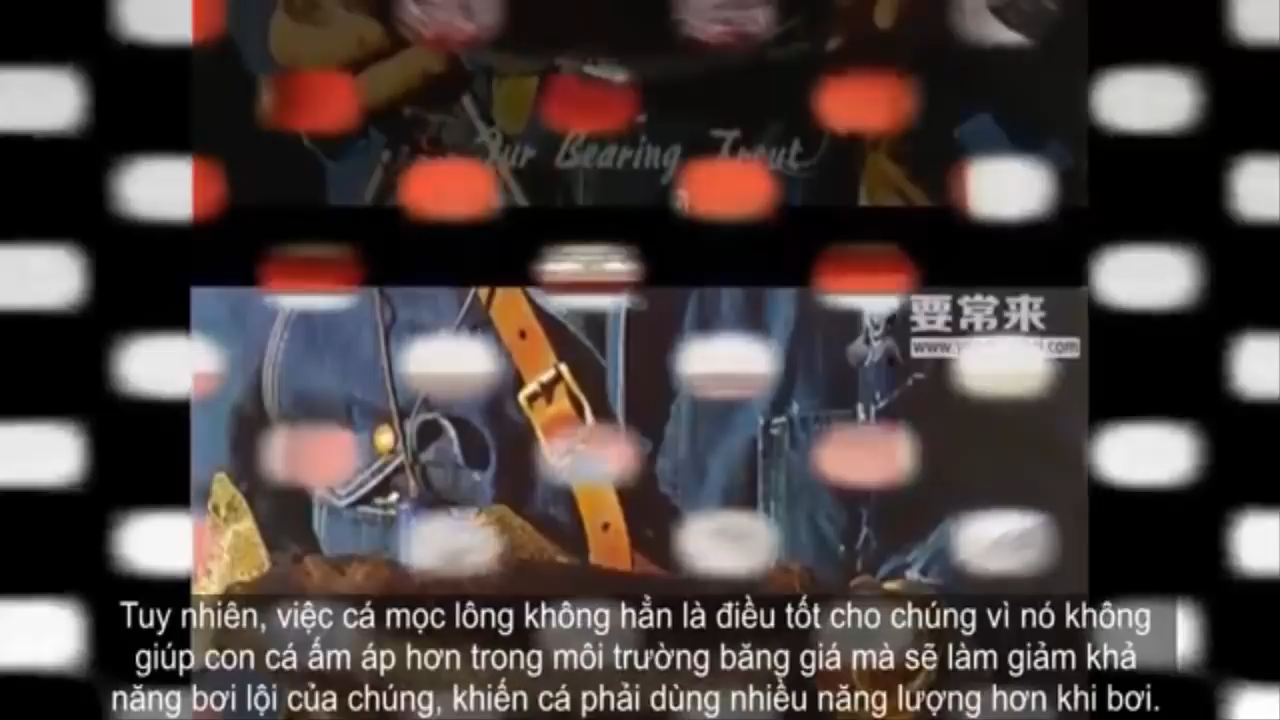 Fur Bearing Trout
要常来
Tuy nhiên, việc cá mọc lông không hẳn là điều tốt cho chúng vì nó không
giúp con cá ấm áp hơn trong môi trường băng giá mà sẽ làm giảm khả
năng bơi lội của chúng, khiến cá phải dùng nhiều năng lượng hơn khi bơi.